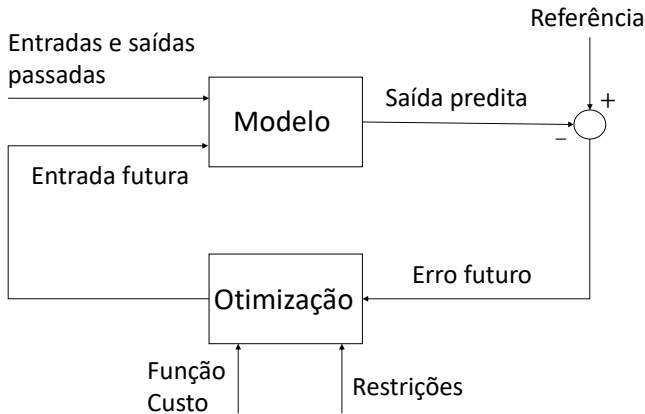 Referência
Entradas e saídas
passadas
Saída predita
+
Modelo
−
Entrada futura
Erro futuro
Otimização
Função
Custo
Restrições